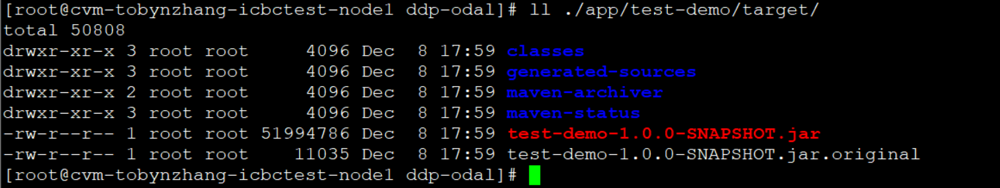 [root@cvm-tobynzhang-icbctest-node1 ddp-odal]# ll ./app/test-demo/target/
total 50808
drwxr-xr-x 3 root root     4096 Dec  8 17:59 classes
drwxr-xr-x 3 root root     4096 Dec  8 17:59 generated-sources
drwxr-xr-x 2 root root     4096 Dec  8 17:59 maven-archiver
drwxr-xr-x 3 root root     4096 Dec  8 17:59 maven-status
-rw-r--r-- 1 root root 51994786 Dec  8 17:59 test-demo-1.0.0-SNAPSHOT.jar
-rw-r--r-- 1 root root    11035 Dec  8 17:59 test-demo-1.0.0-SNAPSHOT.jar.original
[root@cvm-tobynzhang-icbctest-node1 ddp-odal]#